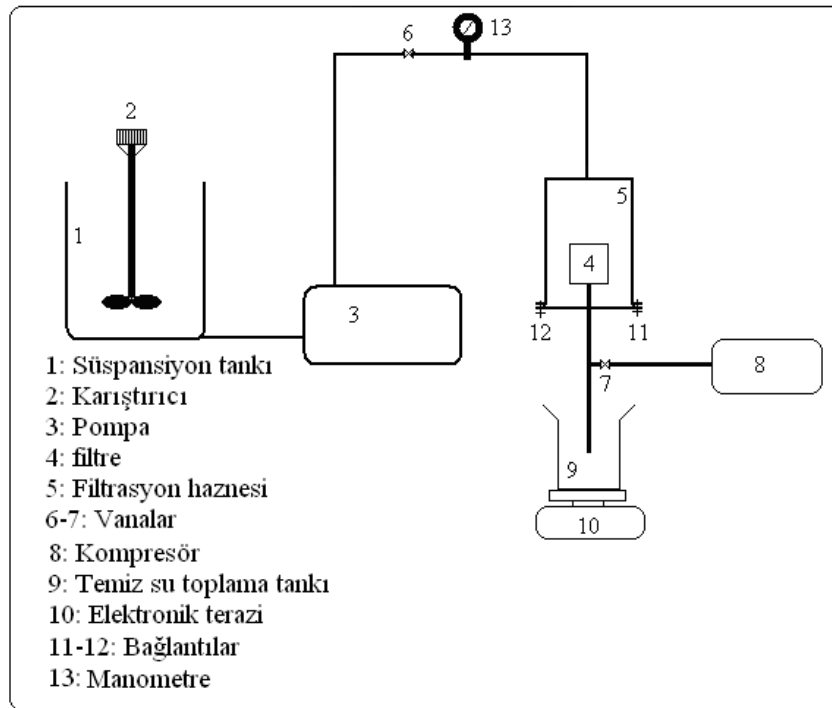 6
13
2
1
5
4
3
12
11
7
8
9
10
1: Süspansiyon tankı
2: Karıştırıcı
3: Pompa
4: filtre
5: Filtrasyon haznesi
6-7: Vanalar
8: Kompresör
9: Temiz su toplama tankı
10: Elektronik terazi
11-12: Bağlantılar
13: Manometre